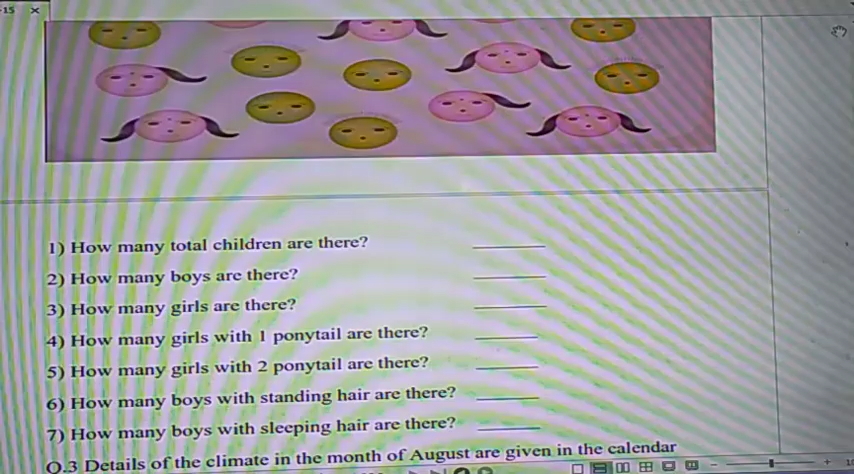 -15 ×
1) How many total children are there?
2) How many boys are there?
3) How many girls are there?
4) How many girls with 1 ponytail are there?
5) How many girls with 2 ponytail are there?
6) How many boys with standing hair are there?
7) How many boys with sleeping hair are there?
Q.3 Details of the climate in the month of August are given in the calendar